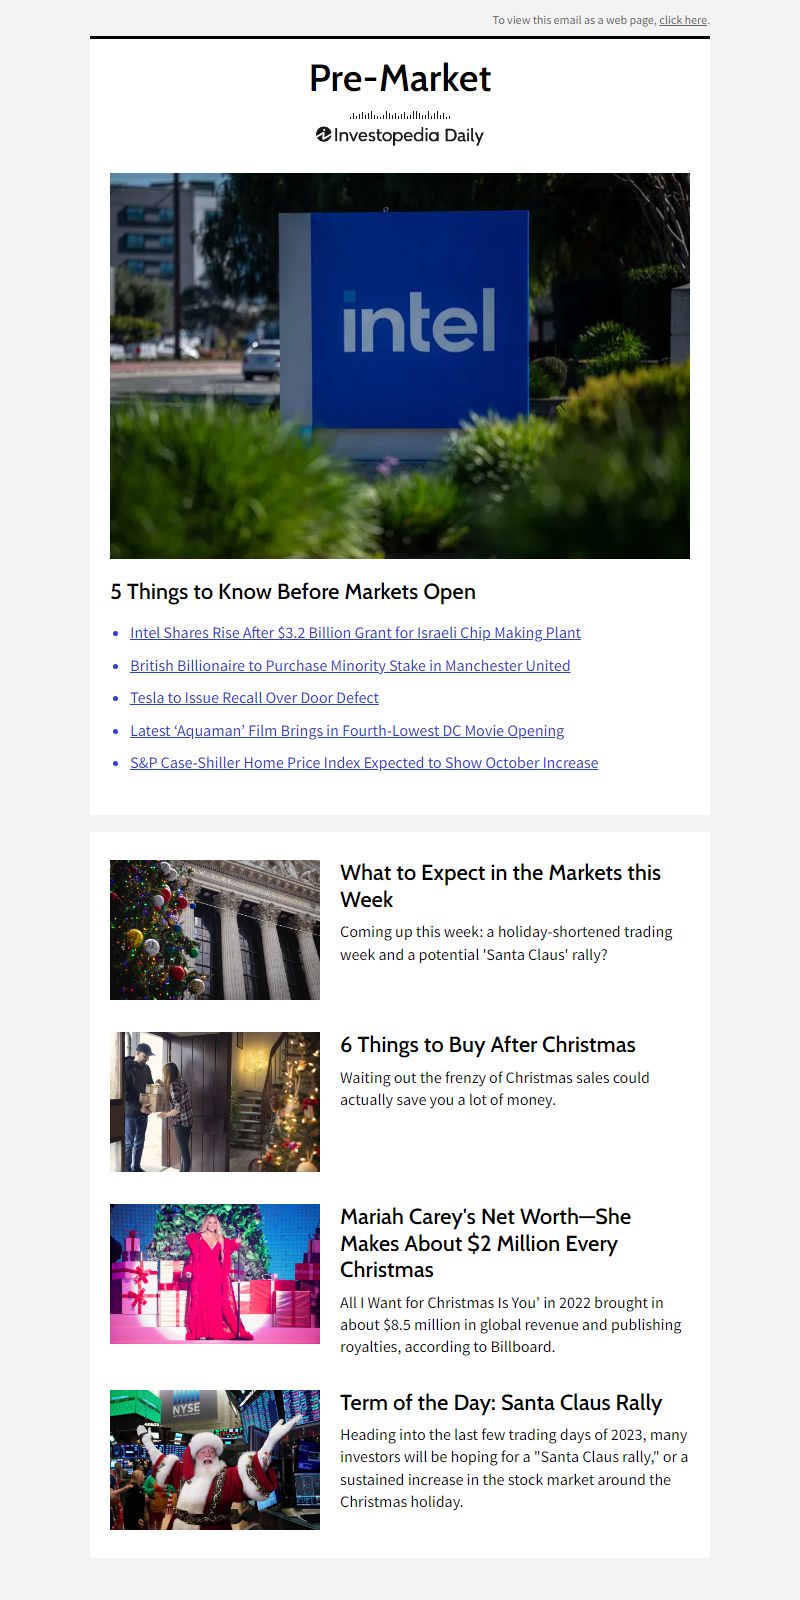 To view this email as a web page, click here.
Pre-Market
Investopedia Daily
intel
5 Things to Know Before Markets Open
Intel Shares Rise After $3.2 Billion Grant for Israeli Chip Making Plant
British Billionaire to Purchase Minority Stake in Manchester United
Tesla to Issue Recall Over Door Defect
Latest ‘Aquaman’ Film Brings in Fourth-Lowest DC Movie Opening
S&P Case-Shiller Home Price Index Expected to Show October Increase
What to Expect in the Markets this
Week
Coming up this week: a holiday-shortened trading
week and a potential 'Santa Claus' rally?
6 Things to Buy After Christmas
Waiting out the frenzy of Christmas sales could
actually save you a lot of money.
Mariah Carey's Net Worth—She
Makes About $2 Million Every
Christmas
All I Want for Christmas Is You' in 2022 brought in
about $8.5 million in global revenue and publishing
royalties, according to Billboard.
NYSE
Term of the Day: Santa Claus Rally
Heading into the last few trading days of 2023, many
investors will be hoping for a "Santa Claus rally," or a
sustained increase in the stock market around the
Christmas holiday.